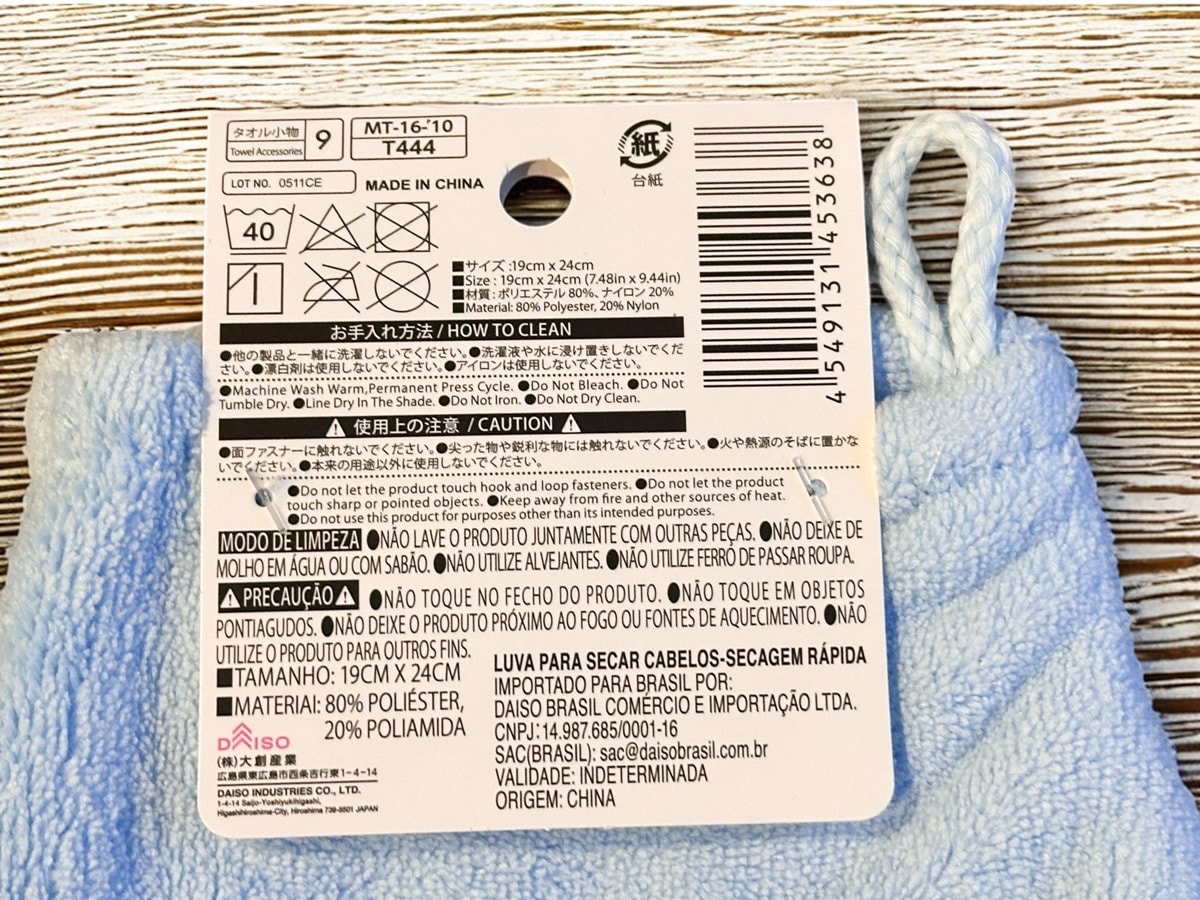 タオル小物
Towel Accessories
9
MT-16-'10
T444
LOT NO. 0511CE
MADE IN CHINA
紙
台紙
40
■サイズ :19cm x 24cm
■Size : 19cm x 24cm (7.48in x 9.44in)
■材質 : ポリエステル 80%、ナイロン 20%
■Material: 80% Polyester, 20% Nylon
4 549131 453638
お手入れ方法 / HOW TO CLEAN
●他の製品と一緒に洗濯しないでください。●洗濯液や水に浸け置きしないでくだ
さい。●漂白剤は使用しないでください。●アイロンは使用しないでください。
●Machine Wash Warm,Permanent Press Cycle. ●Do Not Bleach. ●Do Not
Tumble Dry. ●Line Dry In The Shade. ●Do Not Iron. ●Do Not Dry Clean.
⚠ 使用上の注意 / CAUTION ⚠
●面ファスナーに触れないでください。●尖った物や鋭利な物には触れないでください。●火や熱源のそばに置かな
いでください。●本来の用途以外に使用しないでください。
●Do not let the product touch hook and loop fasteners. ●Do not let the product
touch sharp or pointed objects. ●Keep away from fire and other sources of heat.
●Do not use this product for purposes other than its intended purposes.
MODO DE LIMPEZA ●NÃO LAVE O PRODUTO JUNTAMENTE COM OUTRAS PEÇAS. ●NÃO DEIXE DE
MOLHO EM ÁGUA OU COM SABÃO. ●NÃO UTILIZE ALVEJANTES. ●NÃO UTILIZE FERRO DE PASSAR ROUPA.
⚠PRECAUÇÃO⚠ ●NÃO TOQUE NO FECHO DO PRODUTO. ●NÃO TOQUE EM OBJETOS
PONTIAGUDOS. ●NÃO DEIXE O PRODUTO PRÓXIMO AO FOGO OU FONTES DE AQUECIMENTO. ●NÃO
UTILIZE O PRODUTO PARA OUTROS FINS.
■TAMANHO: 19CM X 24CM
■MATERIAI: 80% POLIÉSTER,
20% POLIAMIDA
DAISO
(株)大創産業
広島県東広島市西条吉行東1-4-14
DAISO INDUSTRIES CO., LTD.
1-4-14 Saijo-Yoshiyukihigashi,
Higashihiroshima-City, Hiroshima 739-8501 JAPAN
LUVA PARA SECAR CABELOS-SECAGEM RÁPIDA
IMPORTADO PARA BRASIL POR:
DAISO BRASIL COMÉRCIO E IMPORTAÇÃO LTDA.
CNPJ:14.987.685/0001-16
SAC(BRASIL): sac@daisobrasil.com.br
VALIDADE: INDETERMINADA
ORIGEM: CHINA